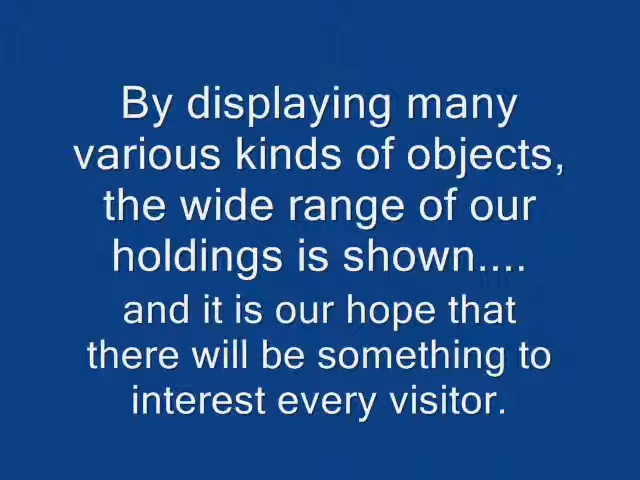 By displaying many
various kinds of objects,
the wide range of our
holdings is shown....
and it is our hope that
there will be something to
interest every visitor.